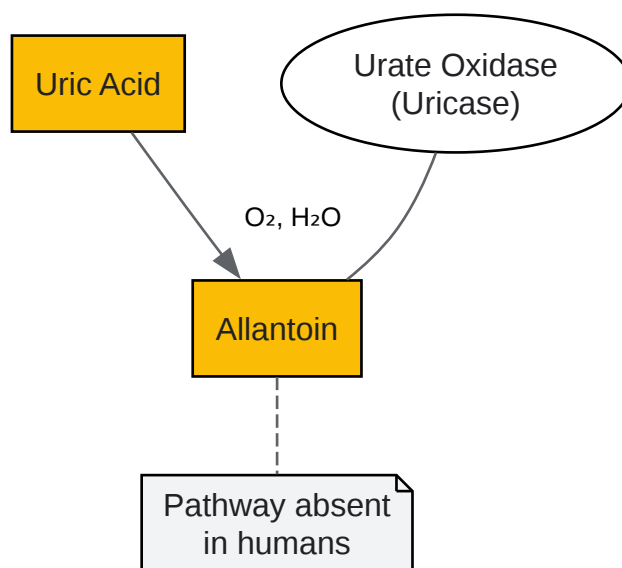 Uric Acid
Urate Oxidase
(Uricase)
O₂, H₂O
Allantoin
Pathway absent
in humans